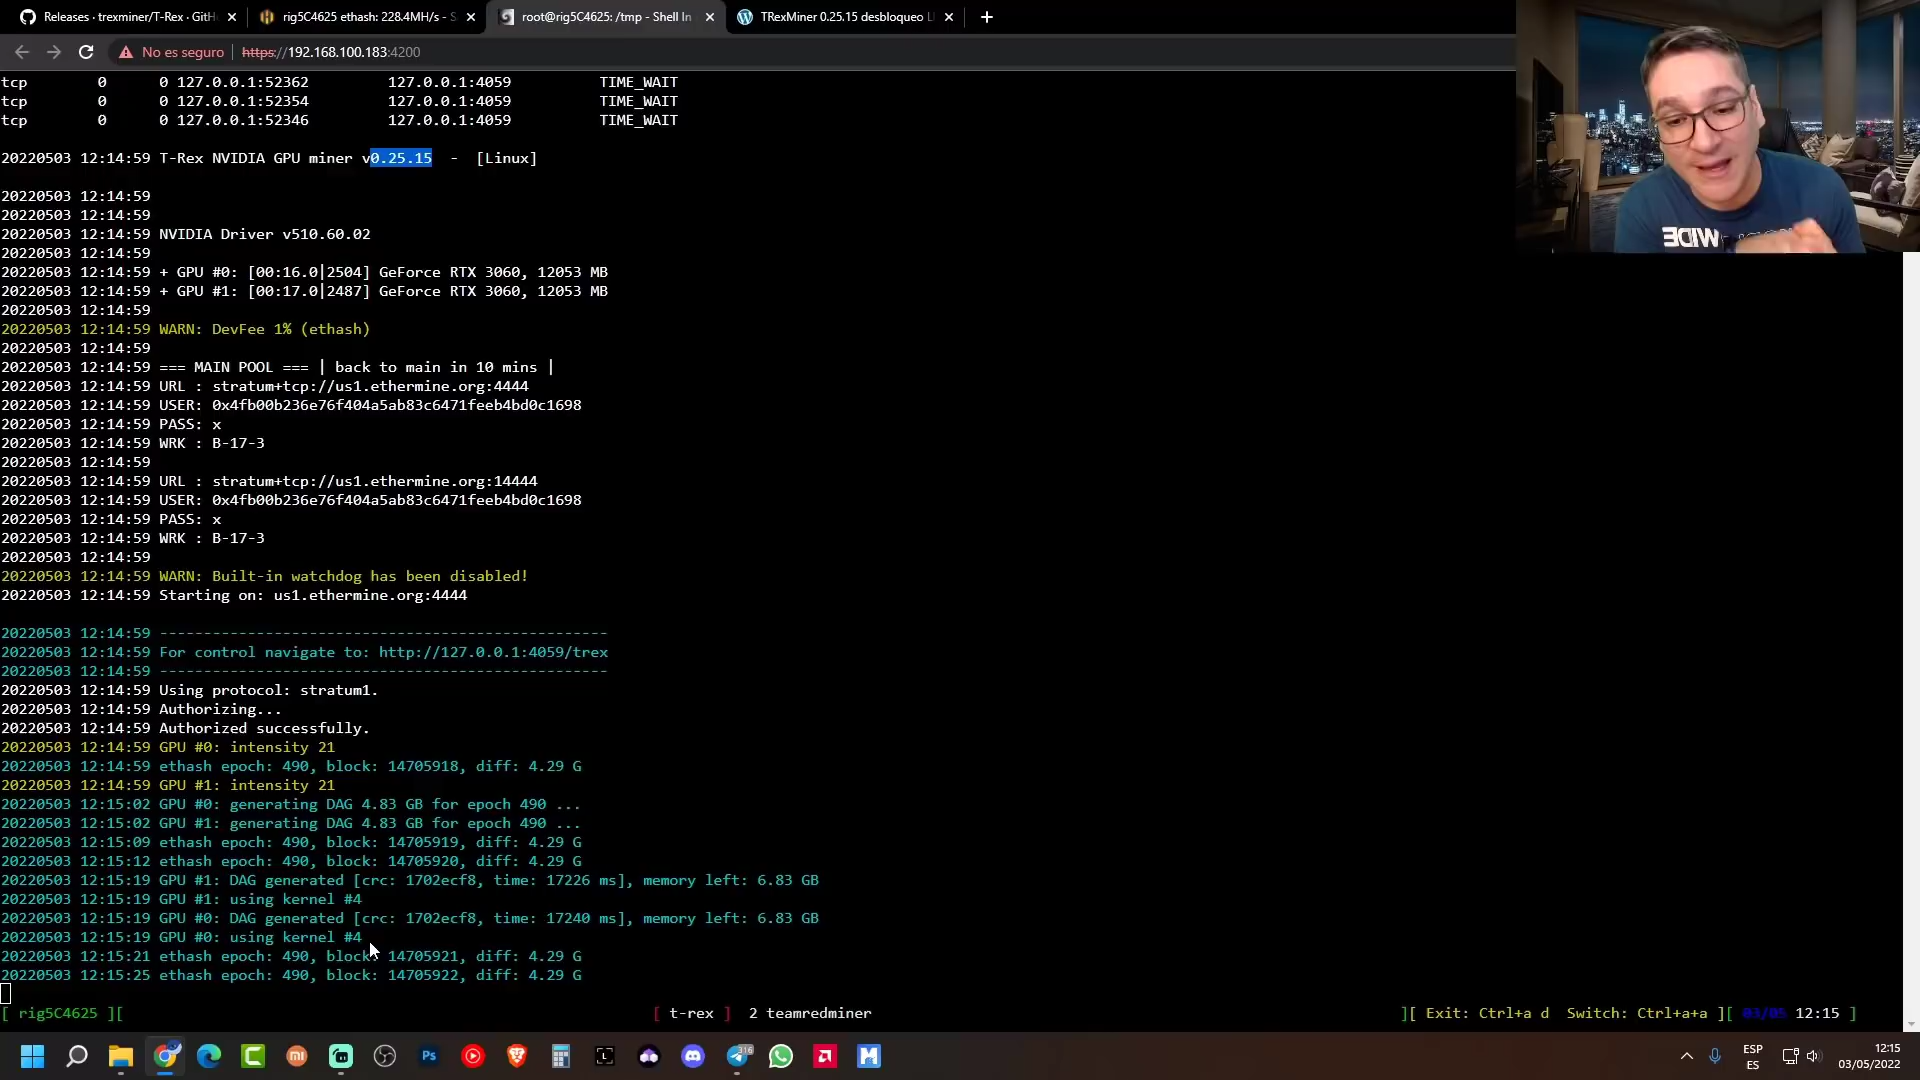 Releases · trexminer/T-Rex · GitH
rig5C4625 ethash: 228.4MH/s - S
root@rig5C4625: /tmp - Shell In
TRexMiner 0.25.15 desbloqueo L
No es seguro | https://192.168.100.183:4200
tcp 0 0 127.0.0.1:52362 127.0.0.1:4059 TIME_WAIT
tcp 0 0 127.0.0.1:52354 127.0.0.1:4059 TIME_WAIT
tcp 0 0 127.0.0.1:52346 127.0.0.1:4059 TIME_WAIT
20220503 12:14:59 T-Rex NVIDIA GPU miner v0.25.15 - [Linux]
20220503 12:14:59
20220503 12:14:59
20220503 12:14:59 NVIDIA Driver v510.60.02
20220503 12:14:59
20220503 12:14:59 + GPU #0: [00:16.0|2504] GeForce RTX 3060, 12053 MB
20220503 12:14:59 + GPU #1: [00:17.0|2487] GeForce RTX 3060, 12053 MB
20220503 12:14:59
20220503 12:14:59 WARN: DevFee 1% (ethash)
20220503 12:14:59
20220503 12:14:59 === MAIN POOL === | back to main in 10 mins |
20220503 12:14:59 URL : stratum+tcp://us1.ethermine.org:4444
20220503 12:14:59 USER: 0x4fb00b236e76f404a5ab83c6471feeb4bd0c1698
20220503 12:14:59 PASS: x
20220503 12:14:59 WRK : B-17-3
20220503 12:14:59
20220503 12:14:59 URL : stratum+tcp://us1.ethermine.org:14444
20220503 12:14:59 USER: 0x4fb00b236e76f404a5ab83c6471feeb4bd0c1698
20220503 12:14:59 PASS: x
20220503 12:14:59 WRK : B-17-3
20220503 12:14:59
20220503 12:14:59 WARN: Built-in watchdog has been disabled!
20220503 12:14:59 Starting on: us1.ethermine.org:4444
20220503 12:14:59 ---------------------------------------------------
20220503 12:14:59 For control navigate to: http://127.0.0.1:4059/trex
20220503 12:14:59 ---------------------------------------------------
20220503 12:14:59 Using protocol: stratum1.
20220503 12:14:59 Authorizing...
20220503 12:14:59 Authorized successfully.
20220503 12:14:59 GPU #0: intensity 21
20220503 12:14:59 ethash epoch: 490, block: 14705918, diff: 4.29 G
20220503 12:14:59 GPU #1: intensity 21
20220503 12:15:02 GPU #0: generating DAG 4.83 GB for epoch 490 ...
20220503 12:15:02 GPU #1: generating DAG 4.83 GB for epoch 490 ...
20220503 12:15:09 ethash epoch: 490, block: 14705919, diff: 4.29 G
20220503 12:15:12 ethash epoch: 490, block: 14705920, diff: 4.29 G
20220503 12:15:19 GPU #1: DAG generated [crc: 1702ecf8, time: 17226 ms], memory left: 6.83 GB
20220503 12:15:19 GPU #1: using kernel #4
20220503 12:15:19 GPU #0: DAG generated [crc: 1702ecf8, time: 17240 ms], memory left: 6.83 GB
20220503 12:15:19 GPU #0: using kernel #4
20220503 12:15:21 ethash epoch: 490, block: 14705921, diff: 4.29 G
20220503 12:15:25 ethash epoch: 490, block: 14705922, diff: 4.29 G
[ rig5C4625 ][ [ t-rex ] 2 teamredminer ][ Exit: Ctrl+a d Switch: Ctrl+a+a ][ 03/05 12:15 ]
Ps
L
316
M
ESP
ES
12:15
03/05/2022
WIDE